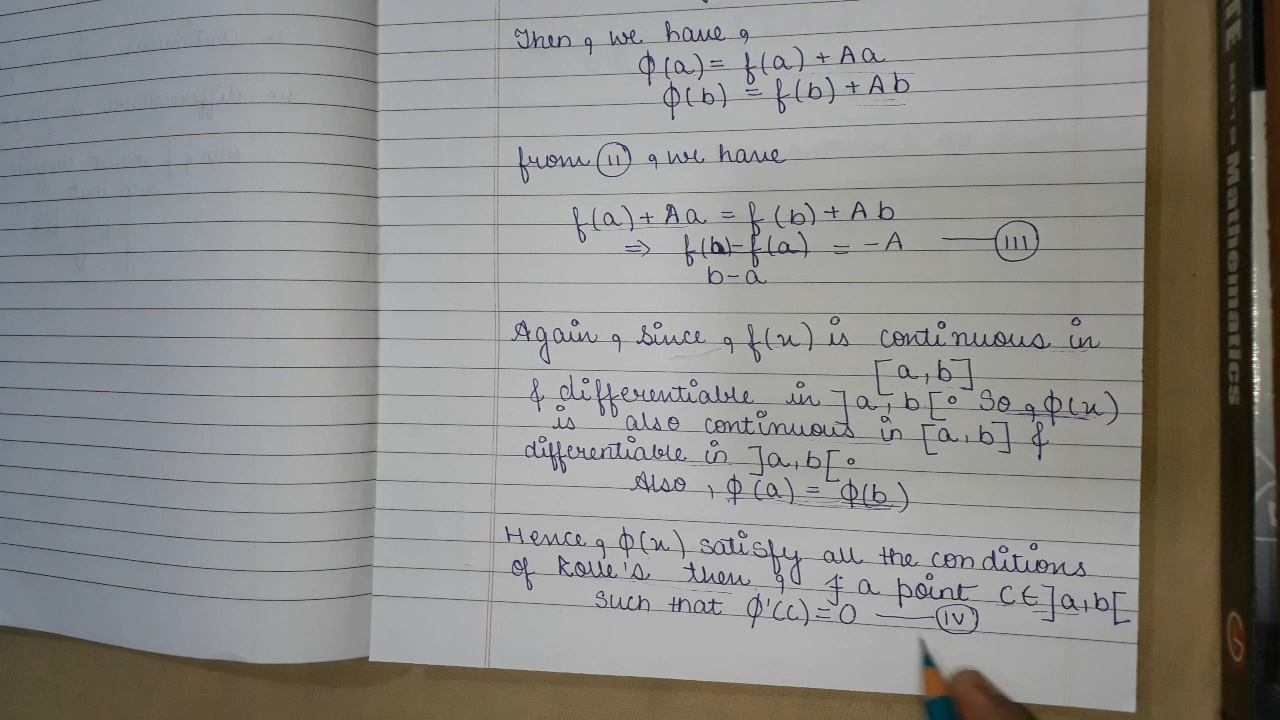 Then, we have,
ϕ(a) = f(a) + Aa
ϕ(b) = f(b) + Ab
from (II), we have
f(a) + Aa = f(b) + Ab
⇒ f(b) - f(a) = -A — (III)
b - a
Again, since, f(x) is continuous in
[a, b]
& differentiable in ]a, b[. So, ϕ(x)
is also continuous in [a, b] &
differentiable in ]a, b[.
Also, ϕ(a) = ϕ(b)
Hence, ϕ(x) satisfy all the conditions
of Rolle's then, ∃ a point C ∈ ]a, b[
such that ϕ'(c) = 0 — (IV)
Mathematics